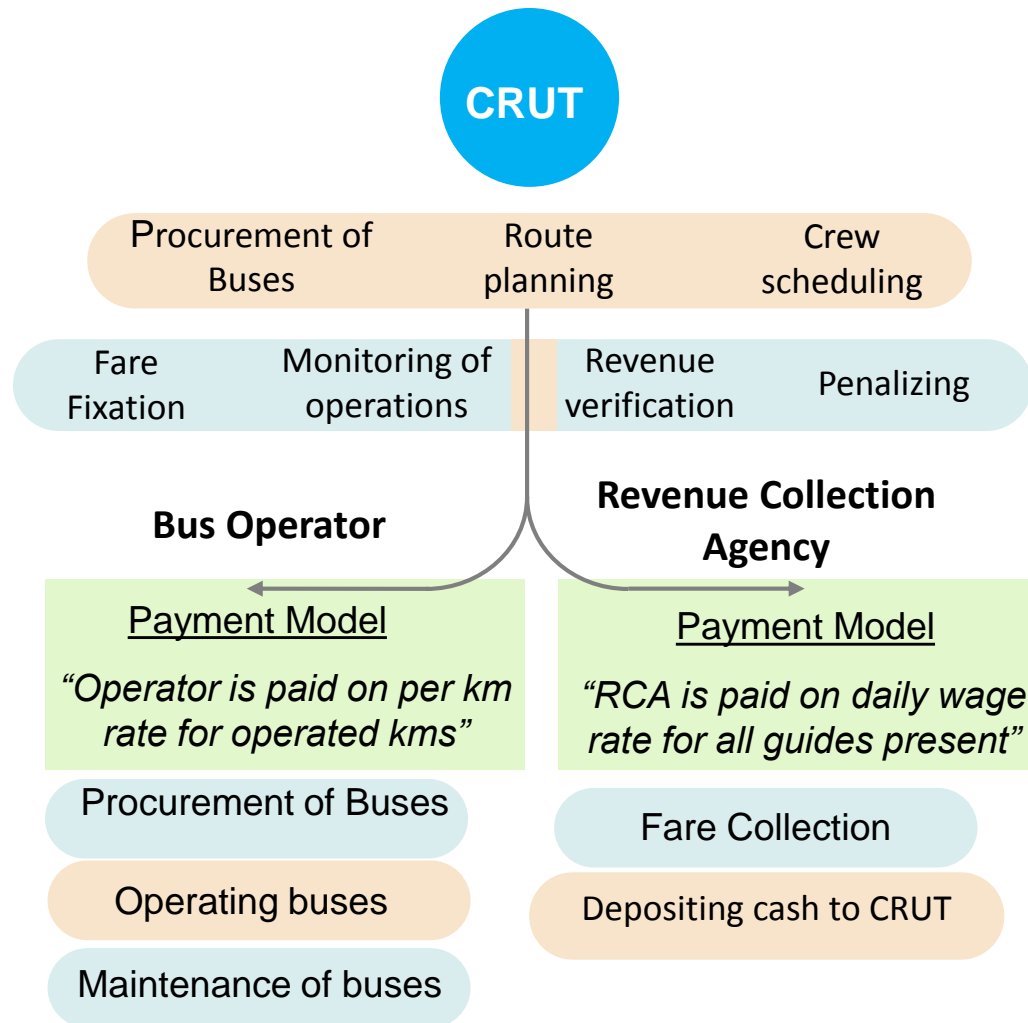 CRUT
Procurement of
Buses
Route
planning
Crew
scheduling
Fare
Fixation
Monitoring of
operations
Revenue
verification
Penalizing
Bus Operator
Revenue Collection
Agency
Payment Model
“Operator is paid on per km
rate for operated kms”
Payment Model
“RCA is paid on daily wage
rate for all guides present”
Procurement of Buses
Operating buses
Maintenance of buses
Fare Collection
Depositing cash to CRUT